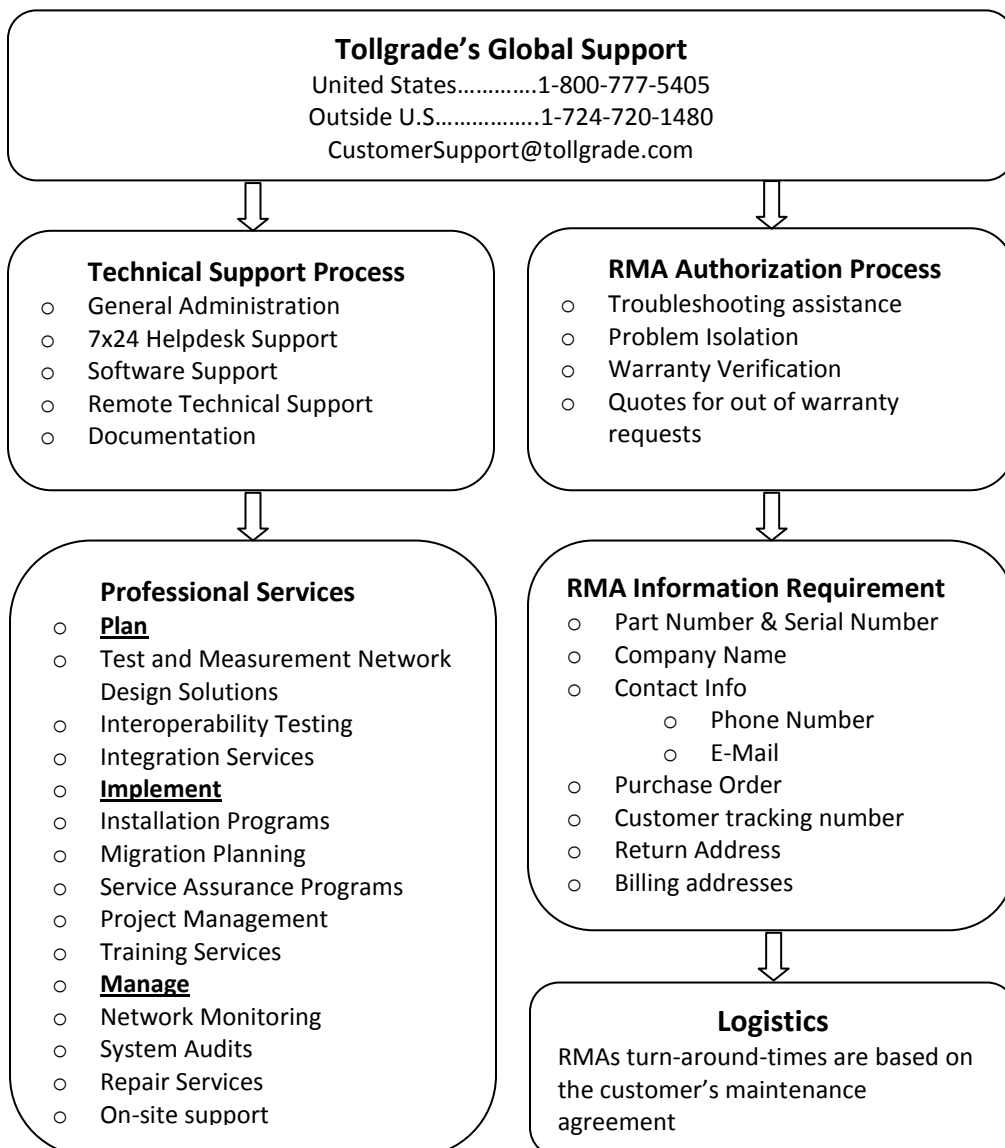 Tollgrade’s Global Support
United States………….1-800-777-5405
Outside U.S……………..1-724-720-1480
CustomerSupport@tollgrade.com
Technical Support Process
o General Administration
o 7x24 Helpdesk Support
o Software Support
o Remote Technical Support
o Documentation
RMA Authorization Process
o Troubleshooting assistance
o Problem Isolation
o Warranty Verification
o Quotes for out of warranty
requests
Professional Services
o Plan
o Test and Measurement Network
Design Solutions
o Interoperability Testing
o Integration Services
o Implement
o Installation Programs
o Migration Planning
o Service Assurance Programs
o Project Management
o Training Services
o Manage
o Network Monitoring
o System Audits
o Repair Services
o On-site support
RMA Information Requirement
o Part Number & Serial Number
o Company Name
o Contact Info
o Phone Number
o E-Mail
o Purchase Order
o Customer tracking number
o Return Address
o Billing addresses
Logistics
RMAs turn-around-times are based on
the customer’s maintenance
agreement